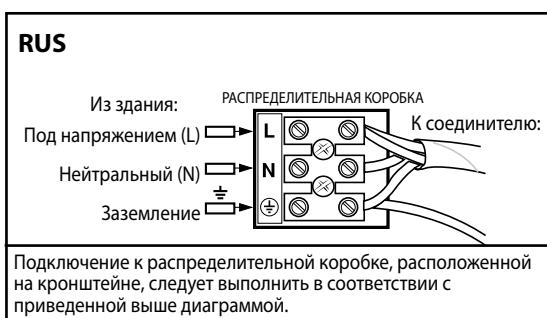 RUS
РАСПРЕДЕЛИТЕЛЬНАЯ КОРОБКА
Из здания:
К соединителю:
Под напряжением (L)
L
Нейтральный (N)
N
Заземление
Подключение к распределительной коробке, расположенной
на кронштейне, следует выполнить в соответствии с
приведенной выше диаграммой.